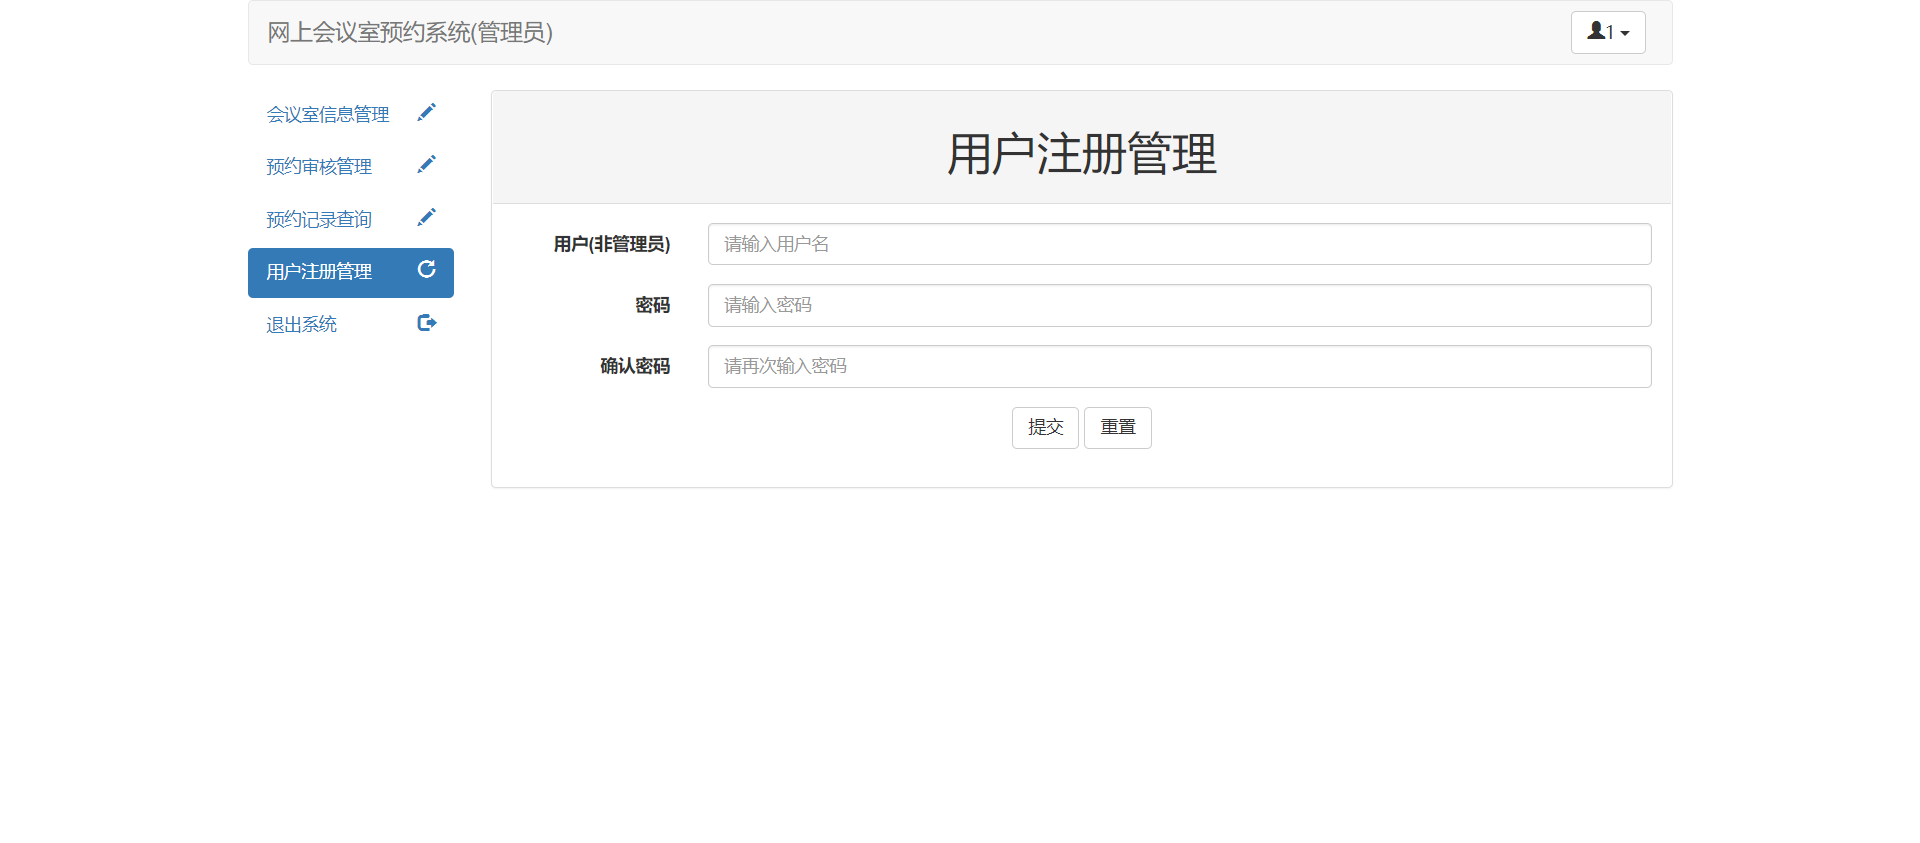 网上会议室预约系统(管理员)
1
会议室信息管理
预约审核管理
预约记录查询
用户注册管理
退出系统
用户注册管理
用户(非管理员) 请输入用户名
密码 请输入密码
确认密码 请再次输入密码
提交 重置